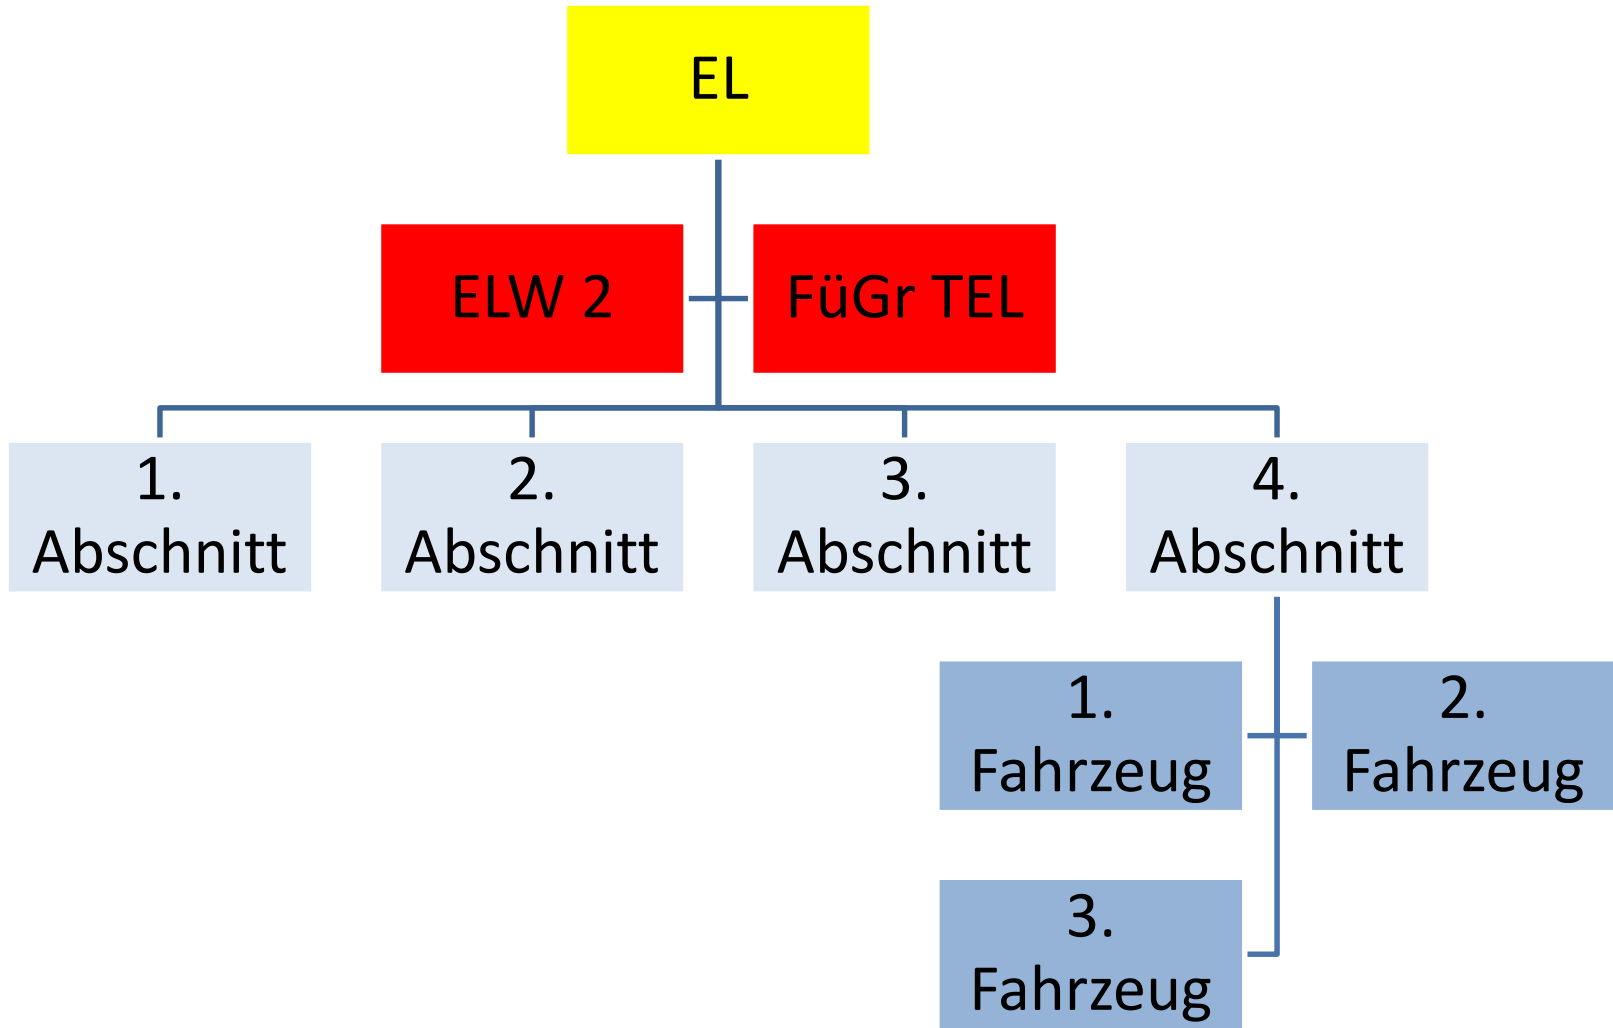 EL
ELW 2
FüGr TEL
1.
Abschnitt
2.
Abschnitt
3.
Abschnitt
4.
Abschnitt
1.
Fahrzeug
2.
Fahrzeug
3.
Fahrzeug